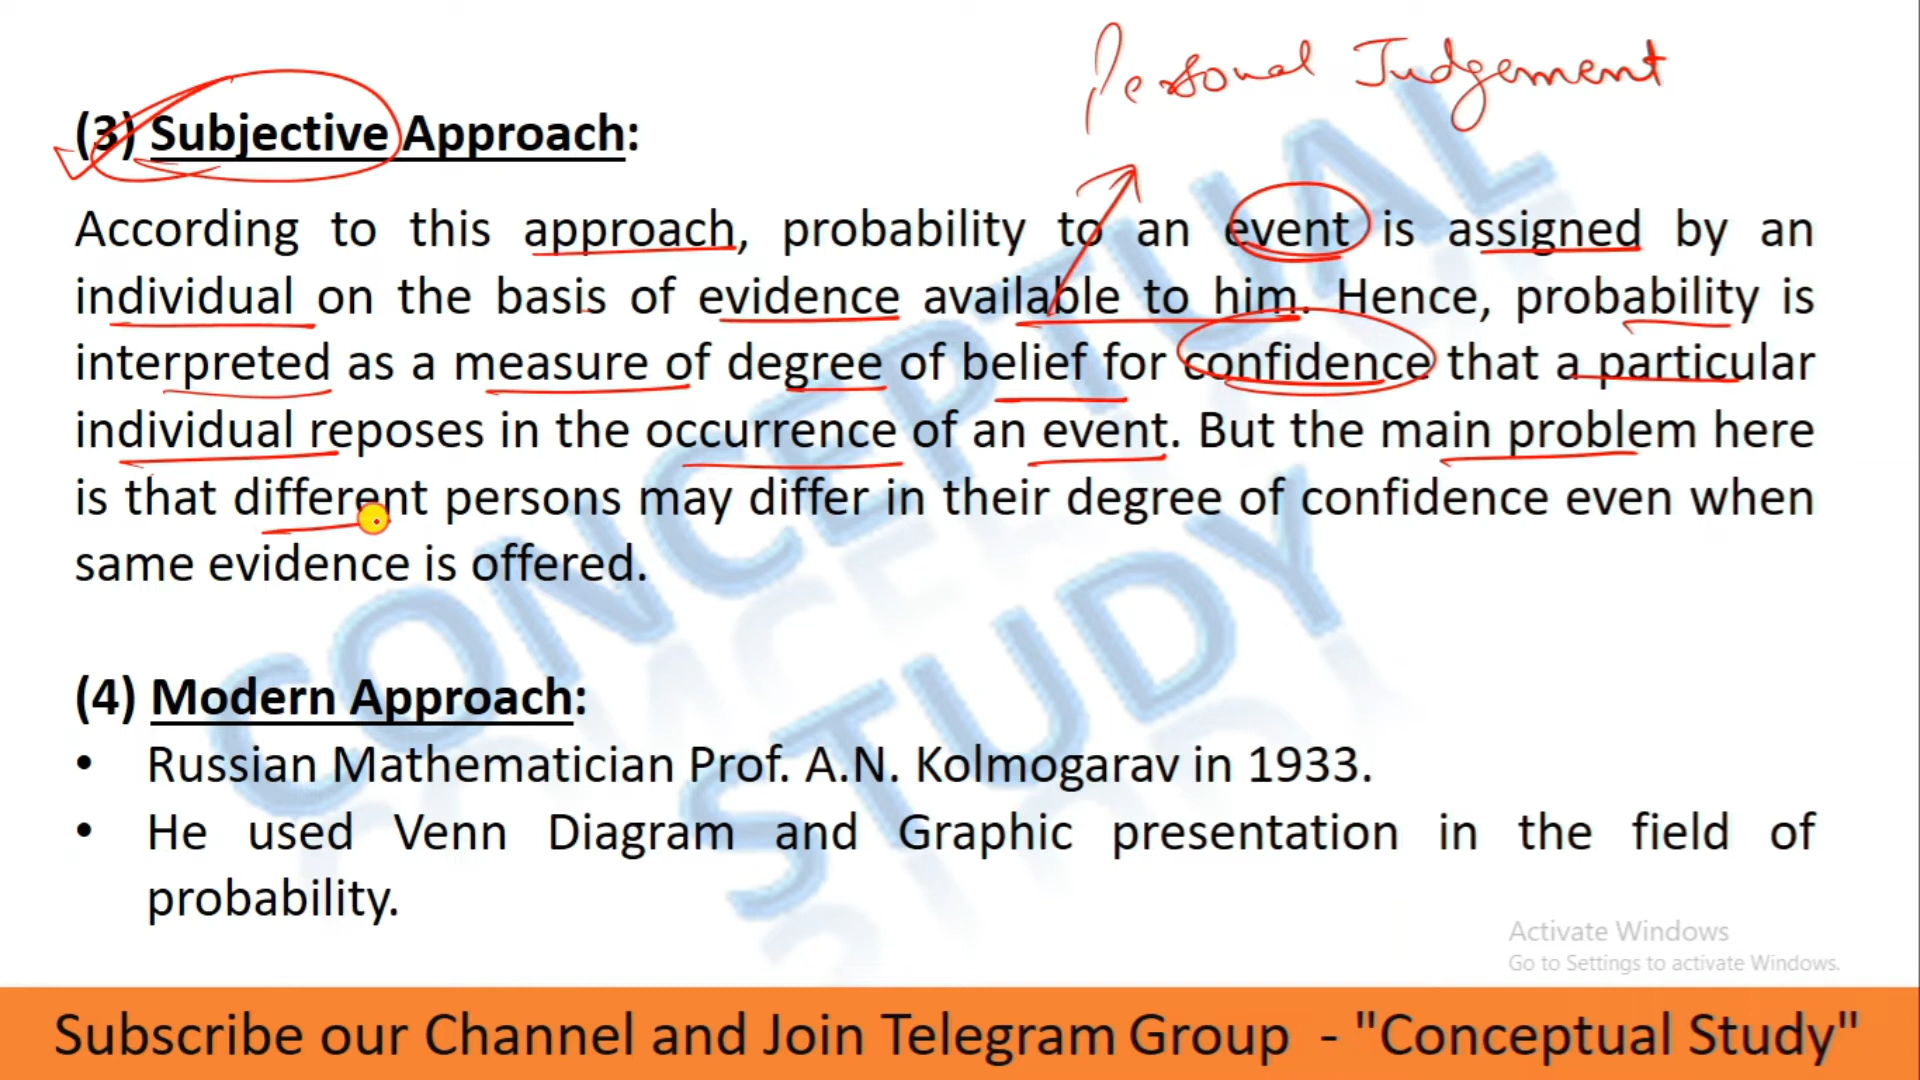 Personal Judgement
(3) Subjective Approach:
According to this approach, probability to an event is assigned by an
individual on the basis of evidence available to him. Hence, probability is
interpreted as a measure of degree of belief for confidence that a particular
individual reposes in the occurrence of an event. But the main problem here
is that different persons may differ in their degree of confidence even when
same evidence is offered.
CONCEPTUAL
STUDY
(4) Modern Approach:
• Russian Mathematician Prof. A.N. Kolmogarav in 1933.
• He used Venn Diagram and Graphic presentation in the field of
probability.
Activate Windows
Go to Settings to activate Windows.
Subscribe our Channel and Join Telegram Group - "Conceptual Study"